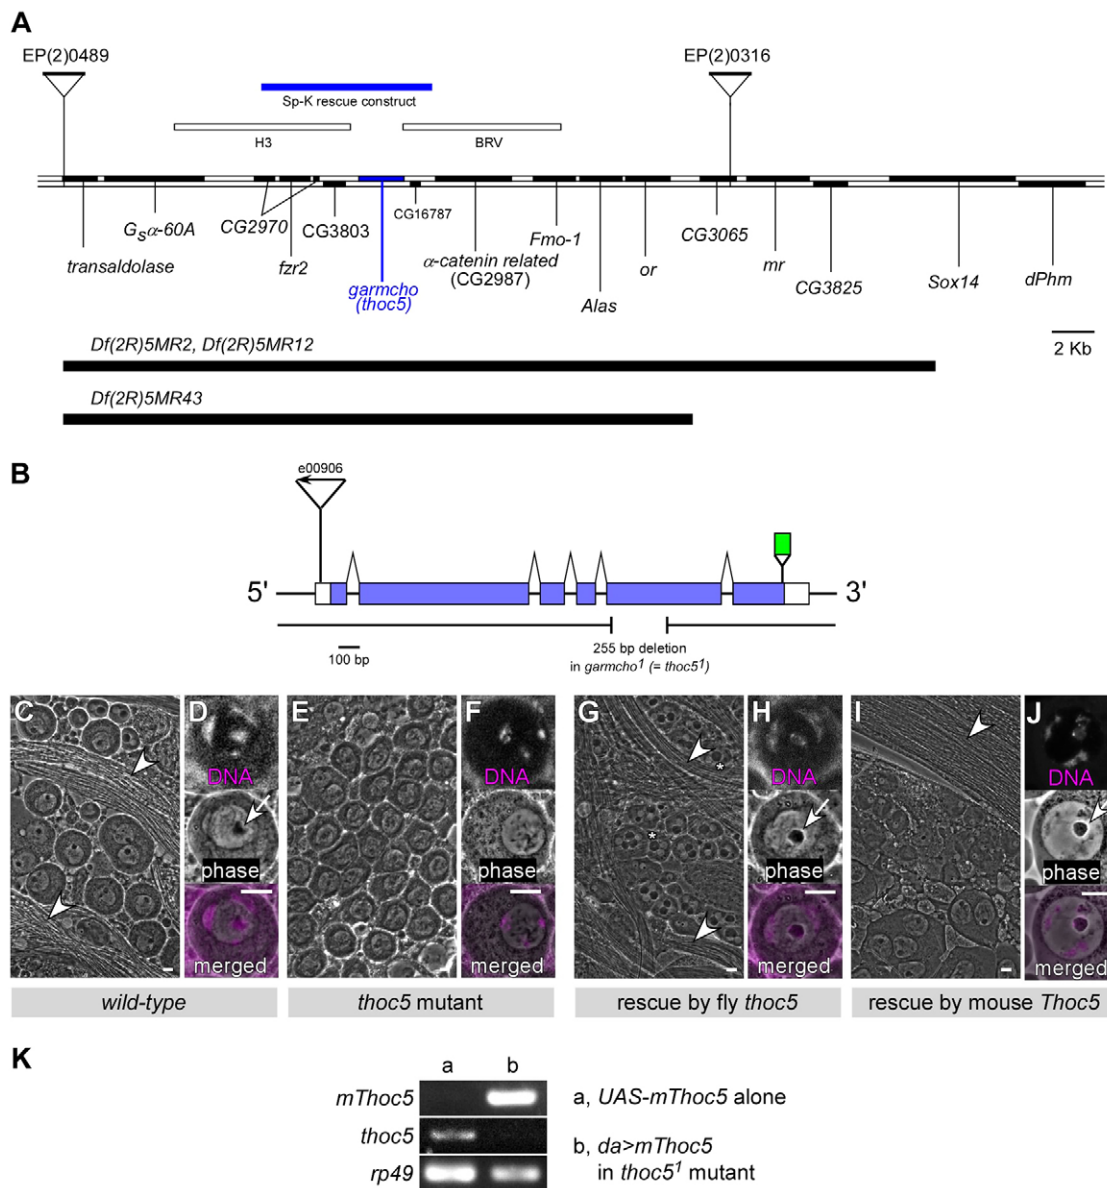 A
EP(2)0489
EP(2)0316
Sp-K rescue construct
H3
BRV
transaldolase
Gsα-60A
CG2970
fzr2
CG3803
garmcho
(thoc5)
CG16787
α-catenin related
(CG2987)
Fmo-1
Alas
or
CG3065
mr
CG3825
Sox14
dPhm
2 Kb
Df(2R)5MR2, Df(2R)5MR12
Df(2R)5MR43
B
e00906
5'
3'
100 bp
255 bp deletion
in garmcho1 (= thoc51)
C
D
E
F
G
H
I
J
DNA
DNA
DNA
DNA
phase
phase
phase
phase
merged
merged
merged
merged
*
*
wild-type
thoc5 mutant
rescue by fly thoc5
rescue by mouse Thoc5
K
a b
mThoc5
thoc5
rp49
a, UAS-mThoc5 alone
b, da>mThoc5
in thoc51 mutant